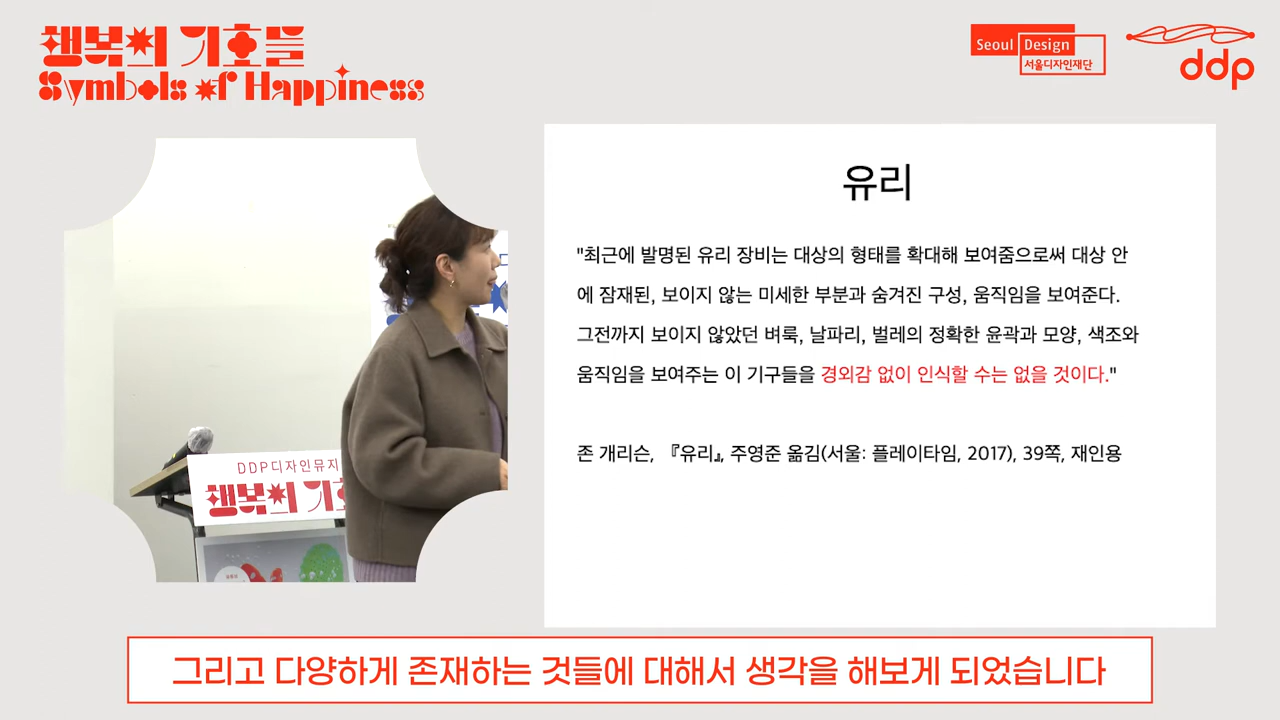 행복의 기호들
Symbols of Happiness
Seoul Design
서울디자인재단
ddp
유리
"최근에 발명된 유리 장비는 대상의 형태를 확대해 보여줌으로써 대상 안
에 잠재된, 보이지 않는 미세한 부분과 숨겨진 구성, 움직임을 보여준다.
그전까지 보이지 않았던 벼룩, 날파리, 벌레의 정확한 윤곽과 모양, 색조와
움직임을 보여주는 이 기구들을 경외감 없이 인식할 수는 없을 것이다."
존 개리슨, 『유리』, 주영준 옮김(서울: 플레이타임, 2017), 39쪽, 재인용
DDP디자인뮤지
행복의 기호
그리고 다양하게 존재하는 것들에 대해서 생각을 해보게 되었습니다